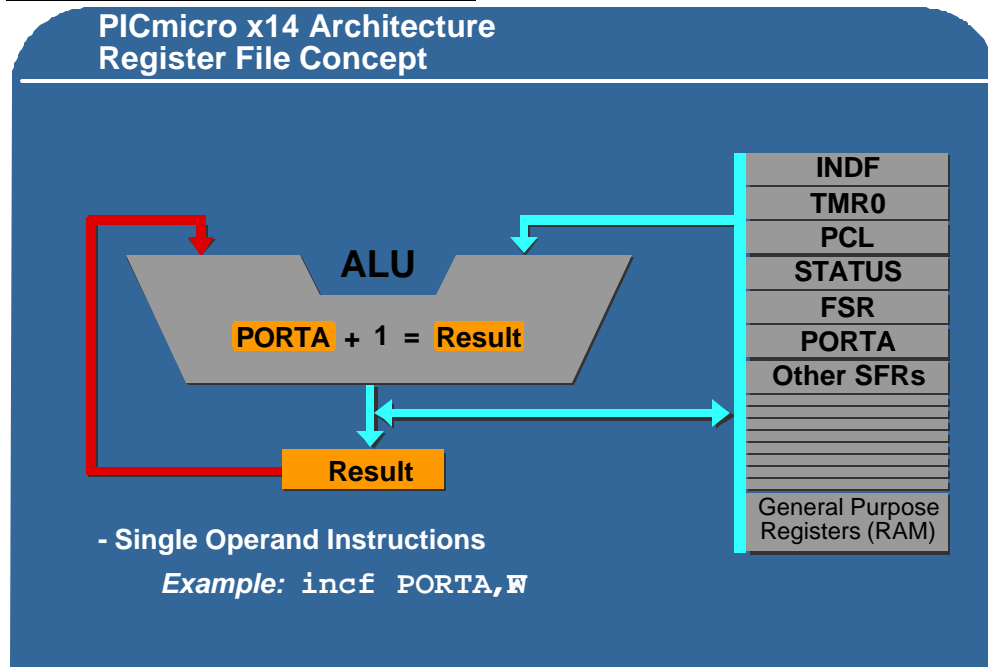 PICmicro x14 Architecture
Register File Concept
INDF
TMR0
PCL
STATUS
FSR
PORTA
Other SFRs
General Purpose
Registers (RAM)
ALU
PORTA + 1 = Result
Result
- Single Operand Instructions
Example: incf PORTA,